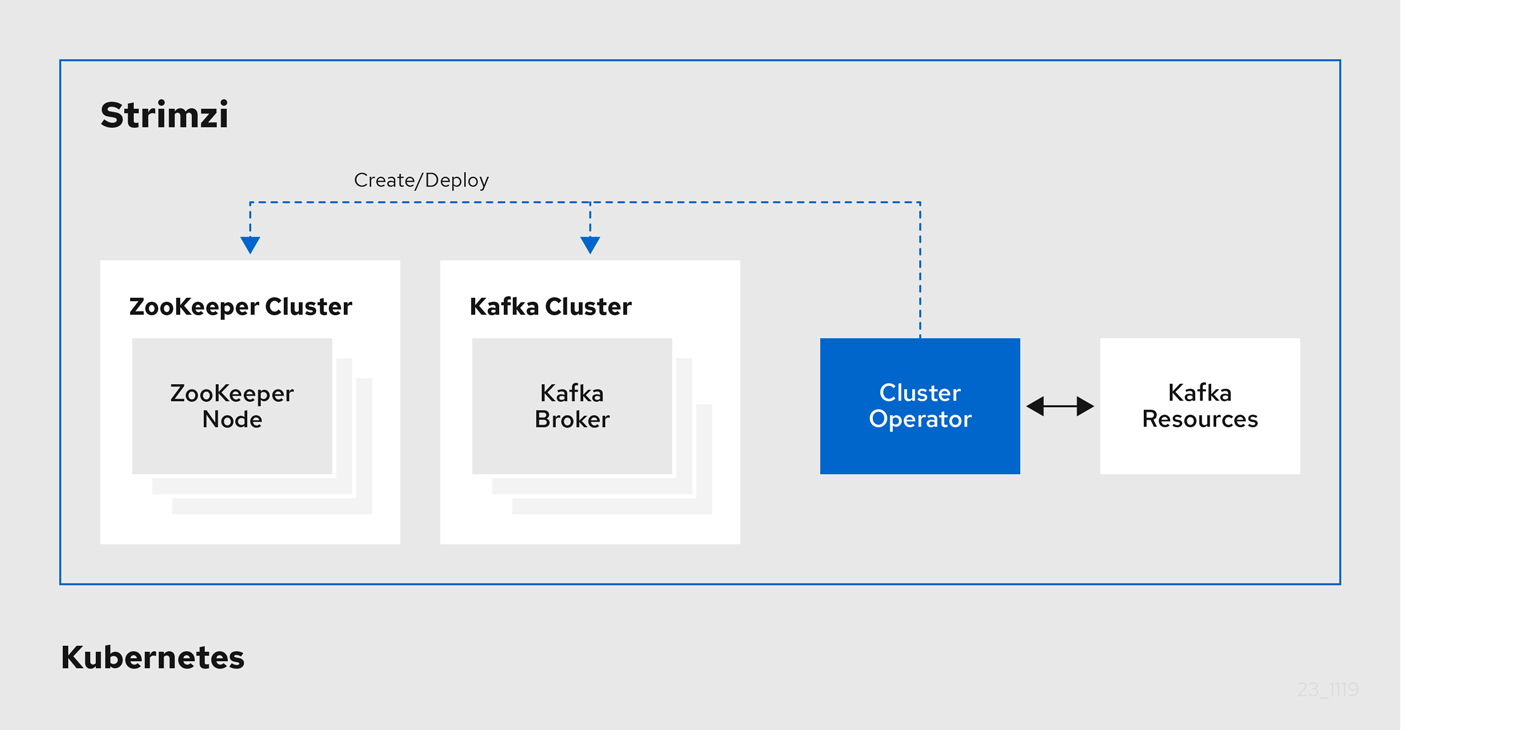 Strimzi
Create/Deploy
ZooKeeper Cluster
ZooKeeper
Node
Kafka Cluster
Kafka
Broker
Cluster
Operator
Kafka
Resources
Kubernetes
23_1119